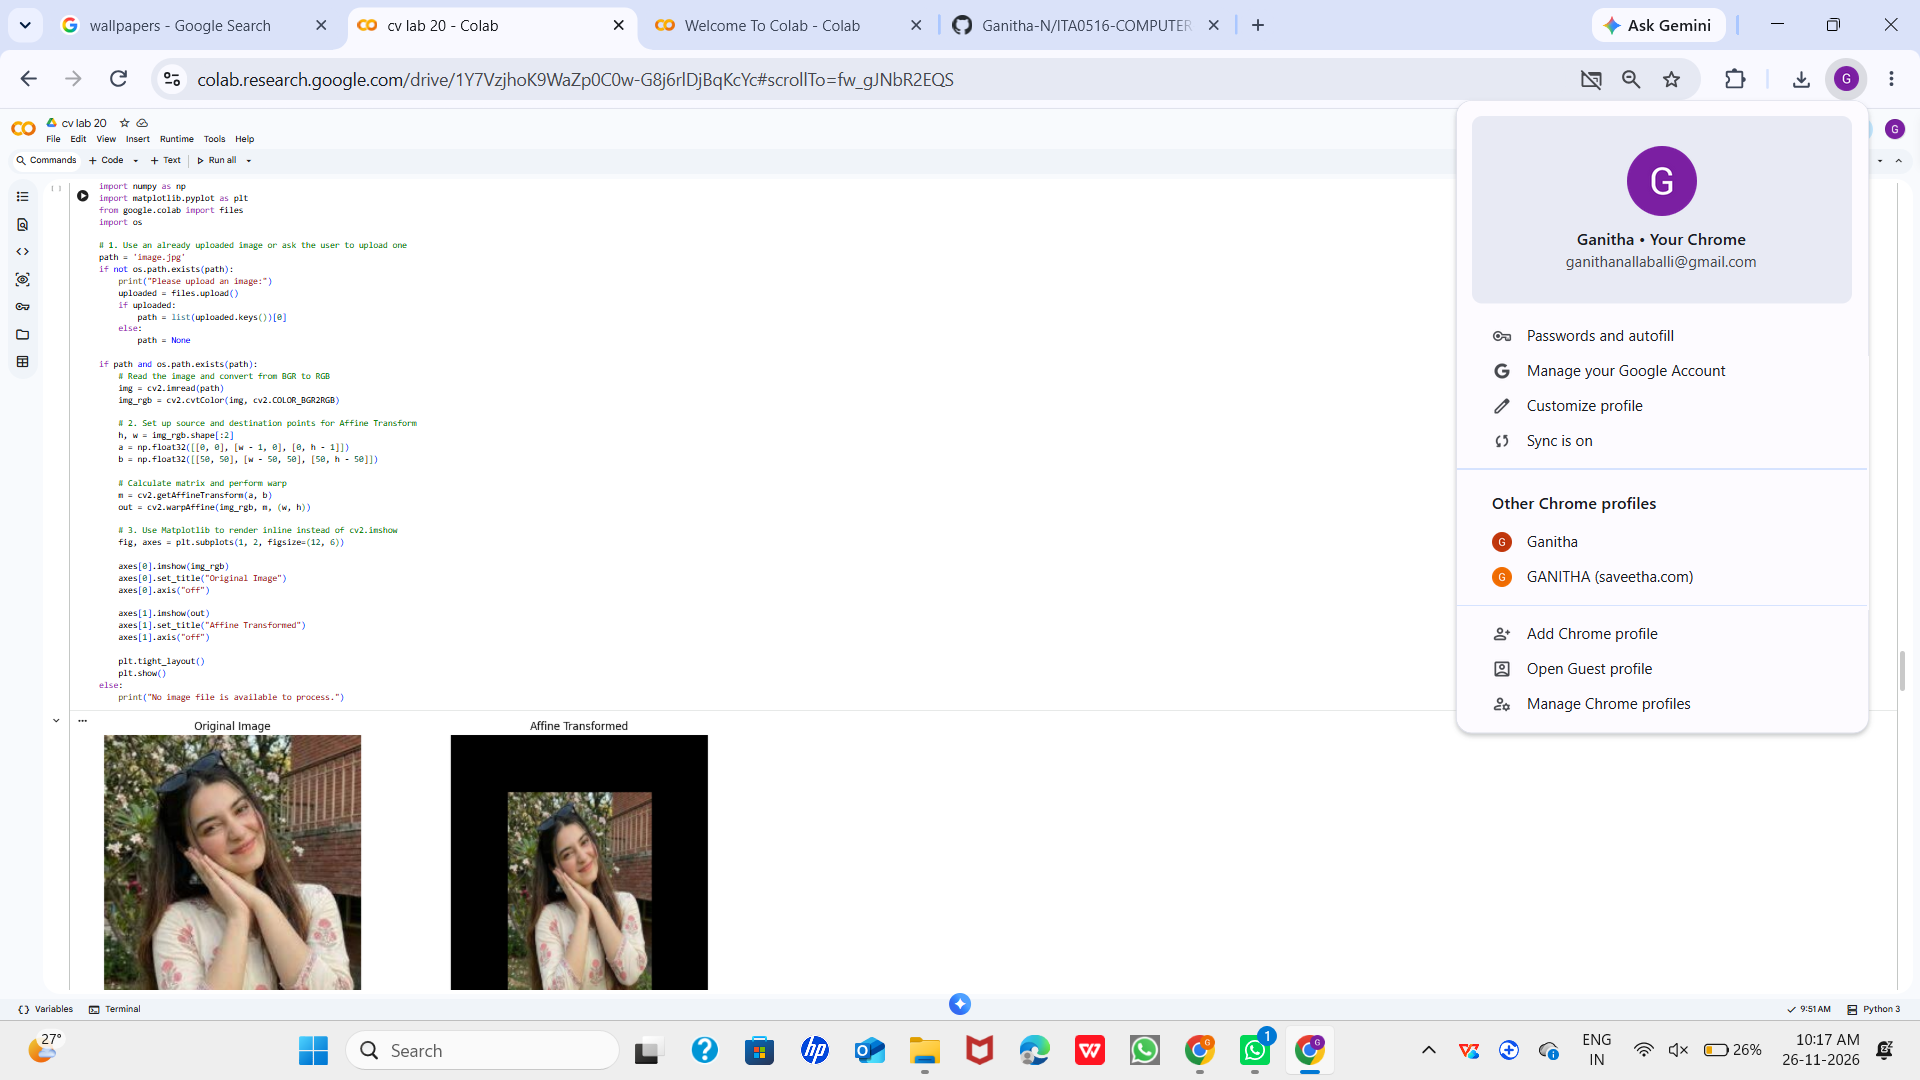 wallpapers - Google Search
cv lab 20 - Colab
Welcome To Colab - Colab
Ganitha-N/ITA0516-COMPUTER
Ask Gemini
colab.research.google.com/drive/1Y7VzjhoK9WaZp0C0w-G8j6rlDjBqKcYc#scrollTo=fw_gJNbR2EQS
G
cv lab 20
File Edit View Insert Runtime Tools Help
G
Commands + Code + Text Run all
import numpy as np
import matplotlib.pyplot as plt
from google.colab import files
import os
# 1. Use an already uploaded image or ask the user to upload one
path = 'image.jpg'
if not os.path.exists(path):
    print("Please upload an image:")
    uploaded = files.upload()
    if uploaded:
        path = list(uploaded.keys())[0]
    else:
        path = None
if path and os.path.exists(path):
    # Read the image and convert from BGR to RGB
    img = cv2.imread(path)
    img_rgb = cv2.cvtColor(img, cv2.COLOR_BGR2RGB)
    # 2. Set up source and destination points for Affine Transform
    h, w = img_rgb.shape[:2]
    a = np.float32([[0, 0], [w - 1, 0], [0, h - 1]])
    b = np.float32([[50, 50], [w - 50, 50], [50, h - 50]])
    # Calculate matrix and perform warp
    m = cv2.getAffineTransform(a, b)
    out = cv2.warpAffine(img_rgb, m, (w, h))
    # 3. Use Matplotlib to render inline instead of cv2.imshow
    fig, axes = plt.subplots(1, 2, figsize=(12, 6))
    axes[0].imshow(img_rgb)
    axes[0].set_title("Original Image")
    axes[0].axis("off")
    axes[1].imshow(out)
    axes[1].set_title("Affine Transformed")
    axes[1].axis("off")
    plt.tight_layout()
    plt.show()
else:
    print("No image file is available to process.")
Original Image
Affine Transformed
G
Ganitha • Your Chrome
ganithanallaballi@gmail.com
Passwords and autofill
Manage your Google Account
Customize profile
Sync is on
Other Chrome profiles
G Ganitha
G GANITHA (saveetha.com)
Add Chrome profile
Open Guest profile
Manage Chrome profiles
Variables Terminal
9:51 AM Python 3
27°
Search
1
ENG
IN
26%
10:17 AM
26-11-2026